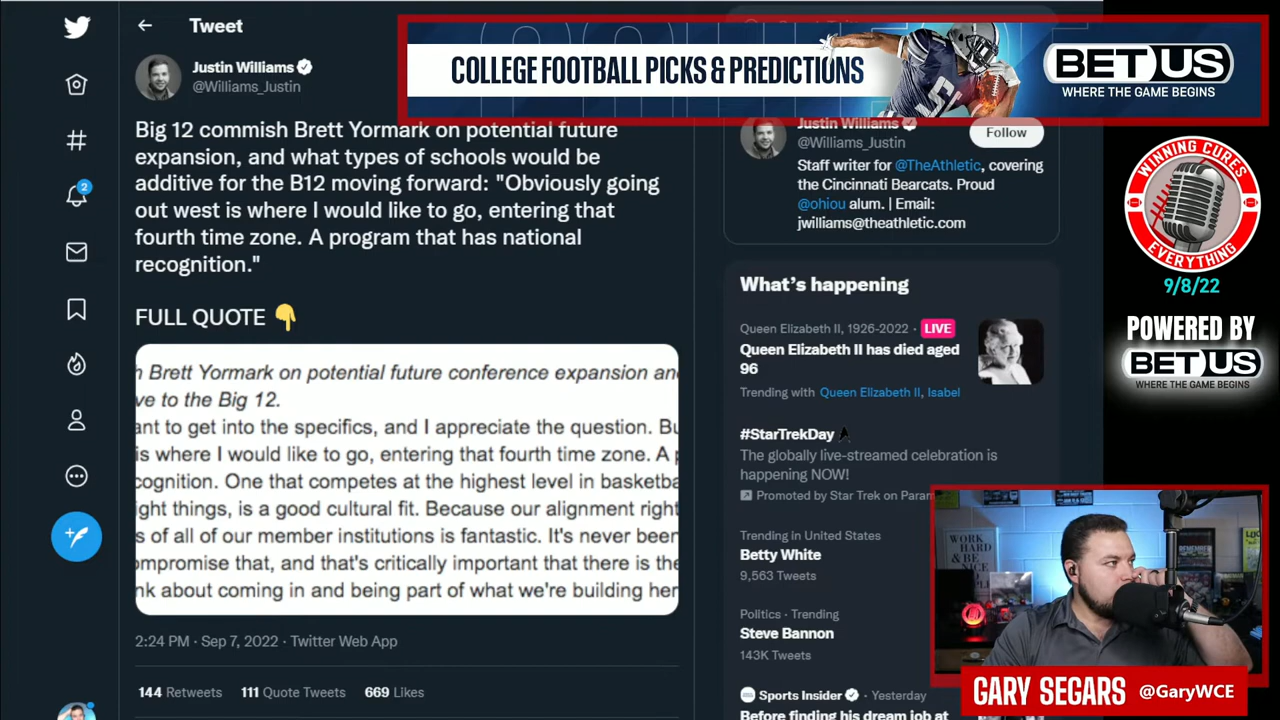 Tweet
Justin Williams
@Williams_Justin
Big 12 commish Brett Yormark on potential future
expansion, and what types of schools would be
additive for the B12 moving forward: "Obviously going
out west is where I would like to go, entering that
fourth time zone. A program that has national
recognition."
FULL QUOTE
Brett Yormark on potential future conference expansion
ve to the Big 12.
ant to get into the specifics, and I appreciate the question.
is where I would like to go, entering that fourth time zone. A
cognition. One that competes at the highest level in
ight things, is a good cultural fit. Because our alignment right
s of all of our member institutions is fantastic. It's never been
ompromise that, and that's critically important that there is
nk about coming in and being part of what we're building
2:24 PM · Sep 7, 2022 · Twitter Web App
144 Retweets 111 Quote Tweets 669 Likes
2
COLLEGE FOOTBALL PICKS & PREDICTIONS
BETUS
WHERE THE GAME BEGINS
Justin Williams
@Williams_Justin
Follow
Staff writer for @TheAthletic, covering
the Cincinnati Bearcats. Proud
@ohiou alum. | Email:
jwilliams@theathletic.com
What's happening
Queen Elizabeth II, 1926-2022 · LIVE
Queen Elizabeth II has died aged
96
Trending with Queen Elizabeth II, Isabel
#StarTrekDay
The globally live-streamed celebration is
happening NOW!
Promoted by Star Trek on
Trending in United States
Betty White
9,563 Tweets
Politics · Trending
Steve Bannon
143K Tweets
Sports Insider · Yesterday
Before finding his dream job at
WINNING CURES
EVERYTHING
9/8/22
POWERED BY
BETUS
WHERE THE GAME BEGINS
WORK
HARD
& BE
NICE
GARY SEGARS @GaryWCE